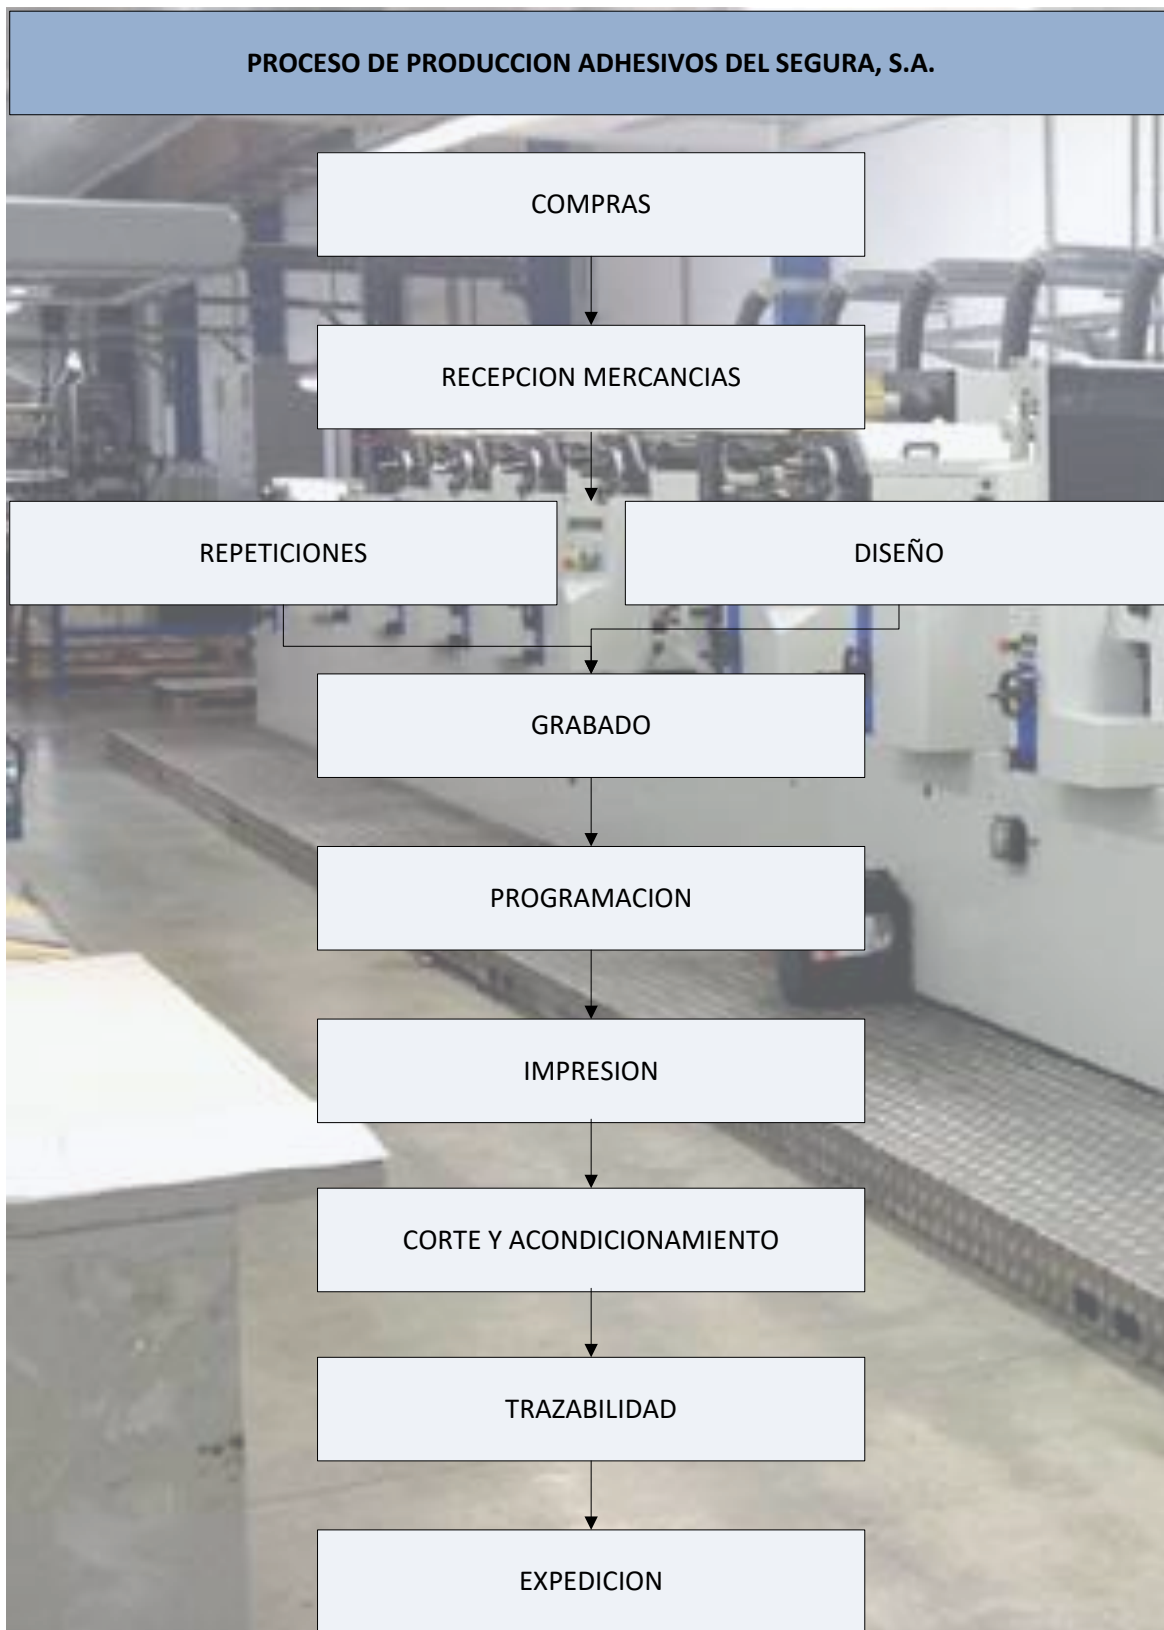 PROCESO DE PRODUCCION ADHESIVOS DEL SEGURA, S.A.
COMPRAS
RECEPCION MERCANCIAS
REPETICIONES
DISEÑO
GRABADO
PROGRAMACION
IMPRESION
CORTE Y ACONDICIONAMIENTO
TRAZABILIDAD
EXPEDICION